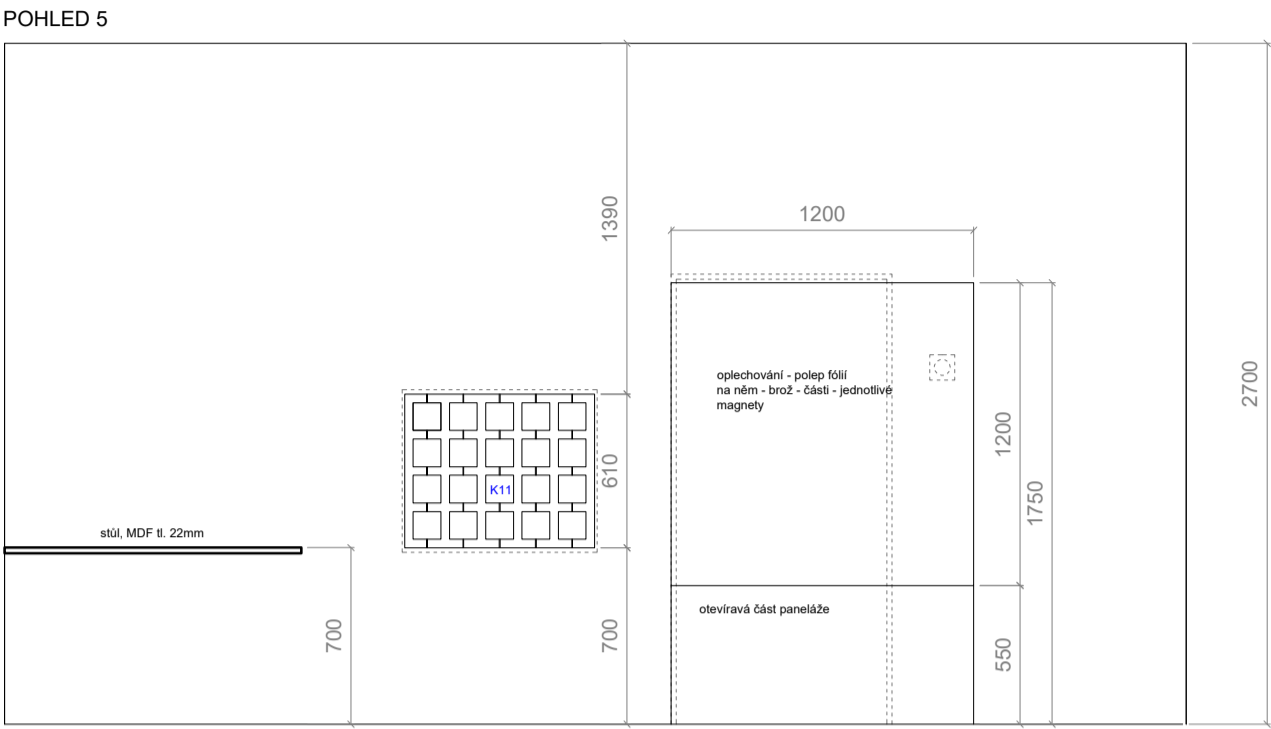 POHLED 5
1390
1200
oplechování - polep fólií
na něm - brož - části - jednotlivé
magnety
2700
1200
610
K11
1750
stůl, MDF tl. 22mm
otevíravá část paneláže
700
700
550